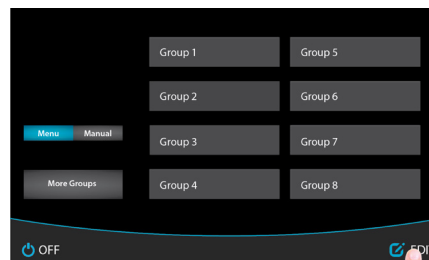 Group 1
Group 5
Group 2
Group 6
Menu
Manual
Group 3
Group 7
More Groups
Group 4
Group 8
OFF
EDI